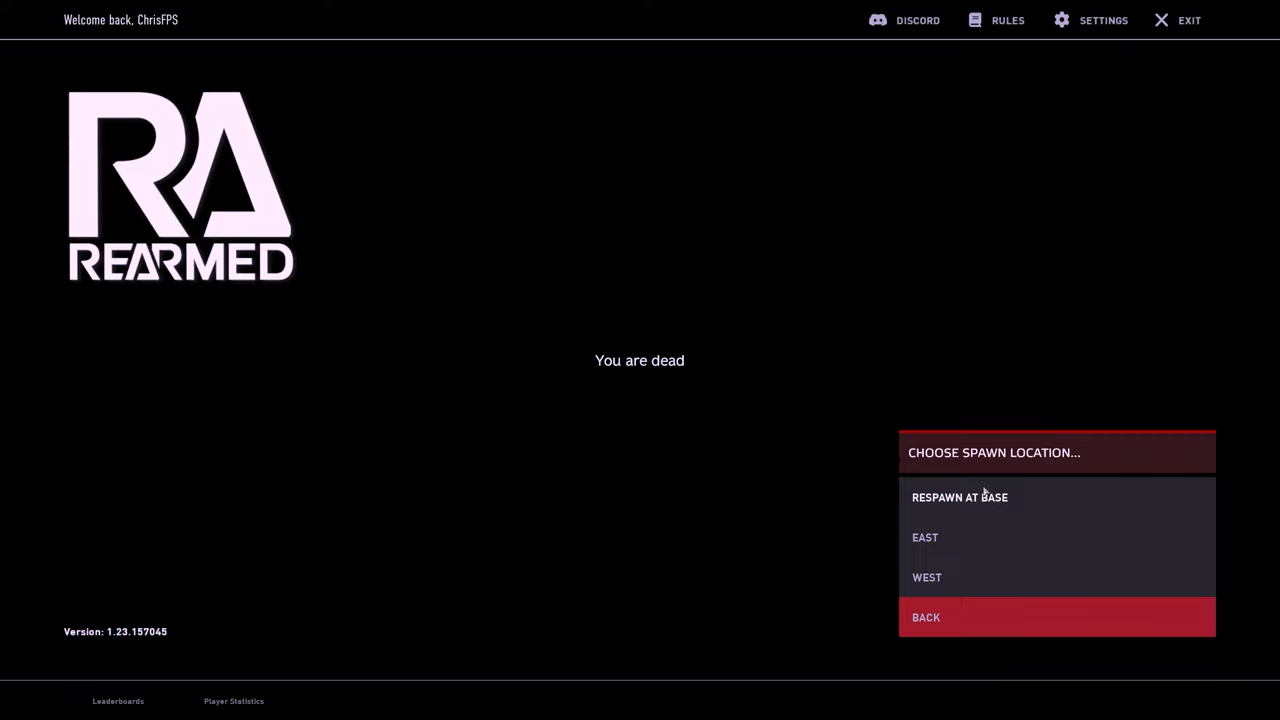 Welcome back, ChrisFPS
DISCORD
RULES
SETTINGS
EXIT
RA
REARMED
You are dead
CHOOSE SPAWN LOCATION...
RESPAWN AT BASE
EAST
WEST
BACK
Version: 1.23.157045
Leaderboards
Player Statistics